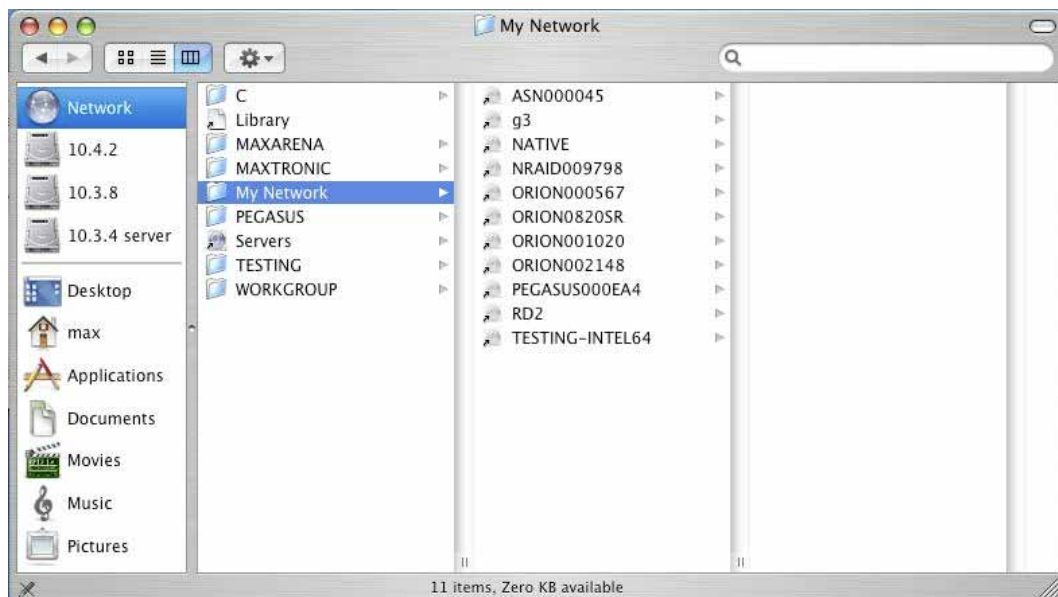 My Network
Network
10.4.2
10.3.8
10.3.4 server
Desktop
max
Applications
Documents
Movies
Music
Pictures
C
Library
MAXARENA
MAXTRONIC
My Network
PEGASUS
Servers
TESTING
WORKGROUP
ASN000045
g3
NATIVE
NRAID009798
ORION000567
ORION0820SR
ORION001020
ORION002148
PEGASUS000EA4
RD2
TESTING-INTEL64
11 items, Zero KB available